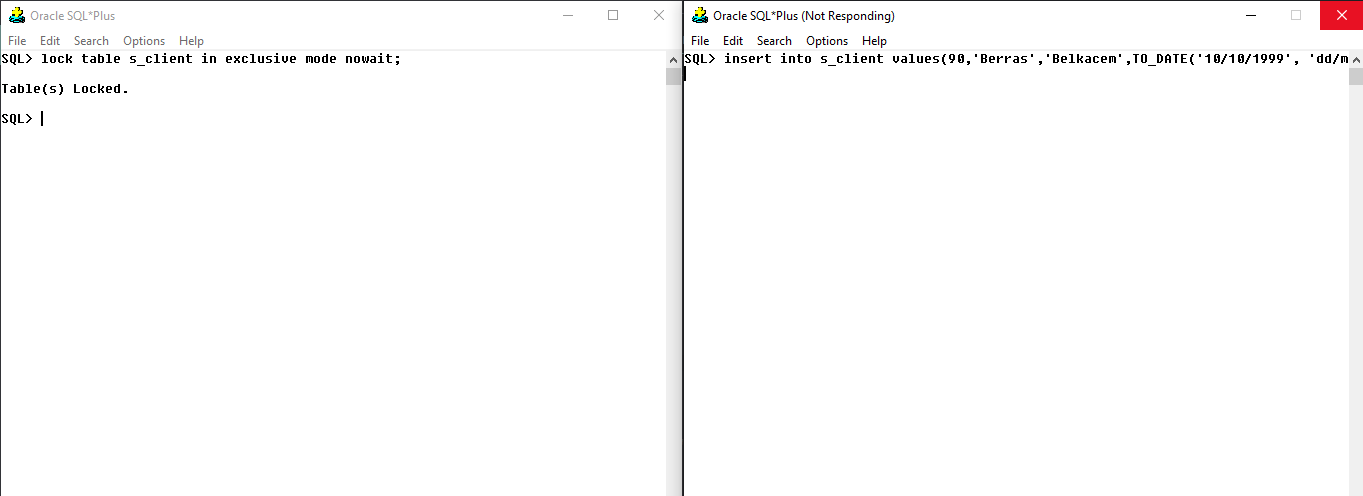 Oracle SQL*Plus
File Edit Search Options Help
SQL> lock table s_client in exclusive mode nowait;
Table(s) Locked.
SQL>
Oracle SQL*Plus (Not Responding)
File Edit Search Options Help
SQL> insert into s_client values(90,'Berras','Belkacem',TO_DATE('10/10/1999', 'dd/m